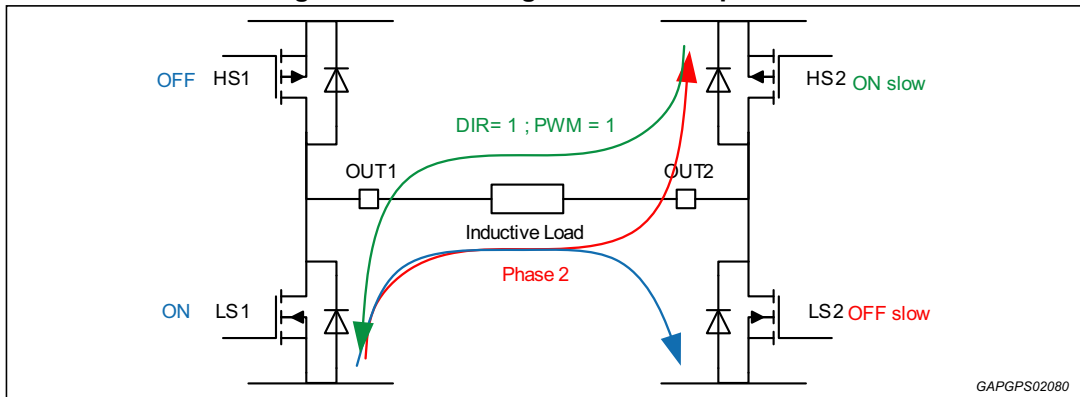 OFF HS1
HS2 ON slow
DIR= 1 ; PWM = 1
OUT1
OUT2
Inductive Load
Phase 2
ON LS1
LS2 OFF slow
GAPGPS02080